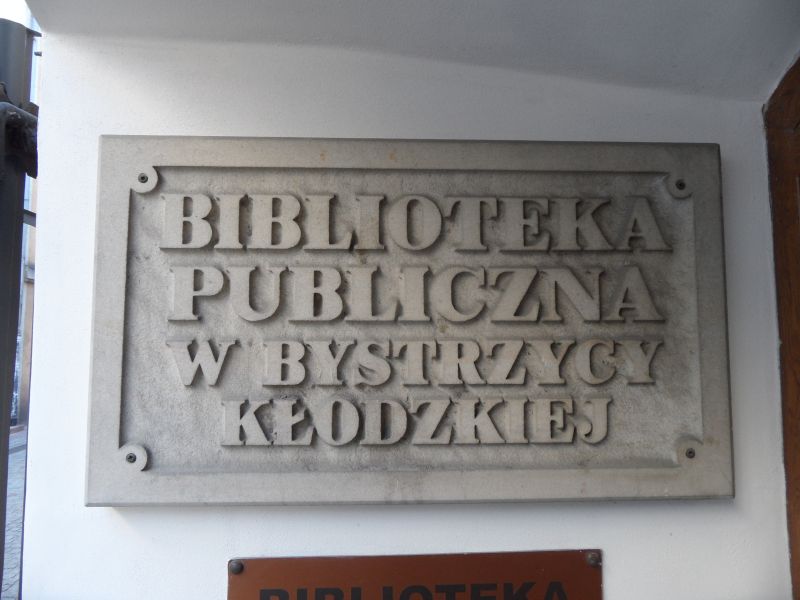 BIBLIOTEKA
PUBLICZNA
W BYSTRZYCY
KŁODZKIEJ
BIBLIOTEKA